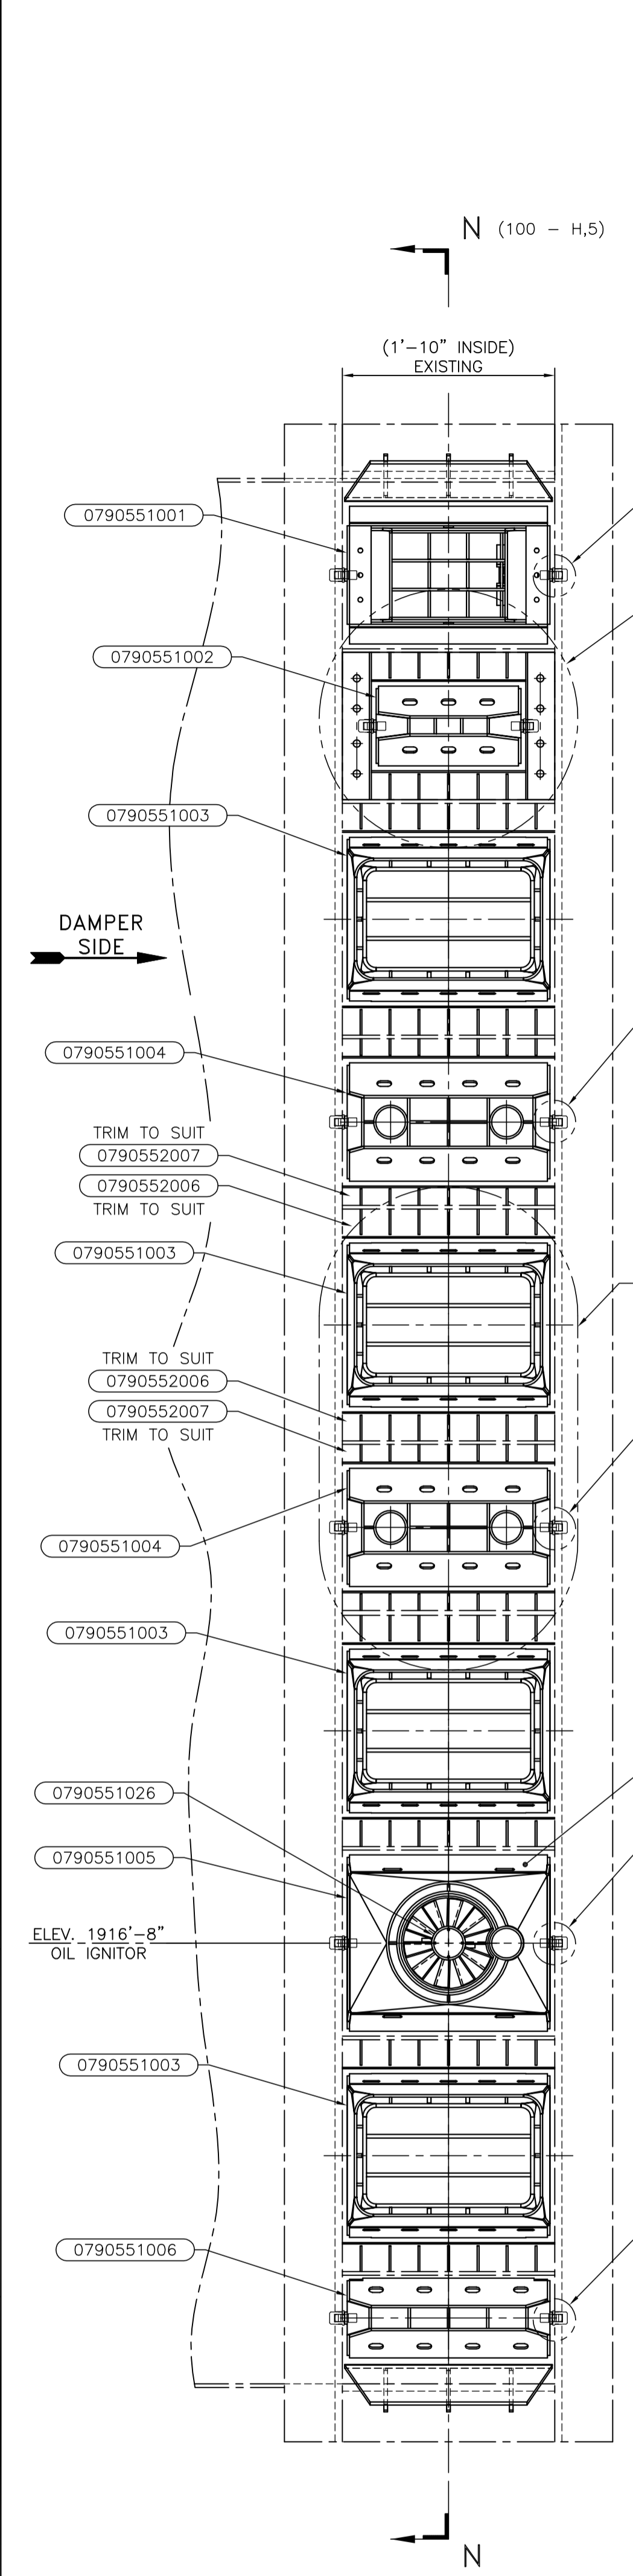 N (100 - H,5)
(1'-10" INSIDE)
EXISTING
0790551001
0790551002
0790551003
DAMPER
SIDE
0790551004
TRIM TO SUIT
0790552007
0790552006
TRIM TO SUIT
0790551003
TRIM TO SUIT
0790552006
0790552007
TRIM TO SUIT
0790551004
0790551003
0790551026
0790551005
ELEV. 1916'-8"
OIL IGNITOR
0790551003
0790551006
N